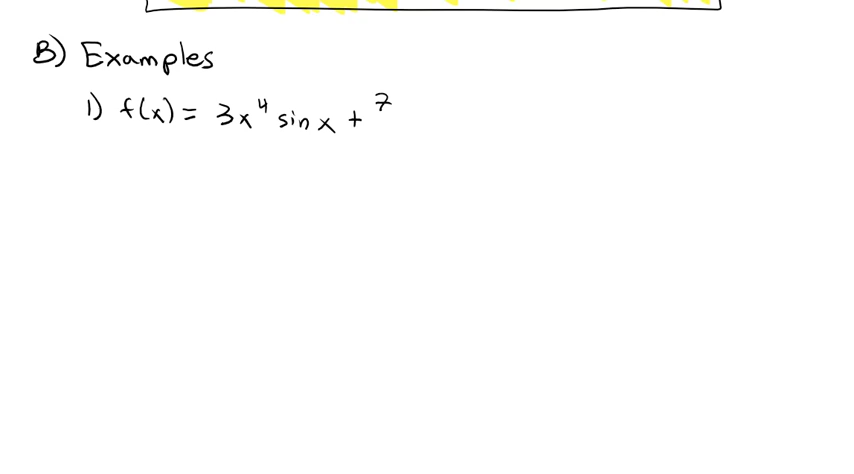 B) Examples
1) f(x) = 3x⁴ sin x + 7